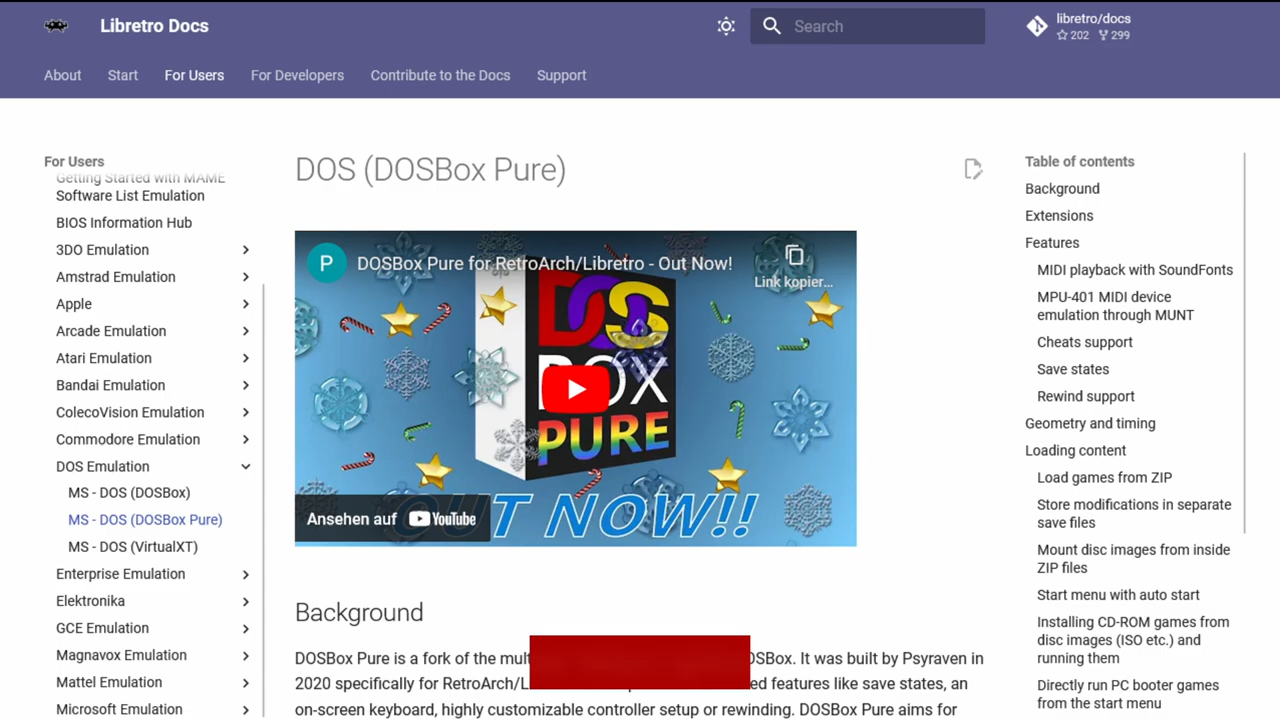 Libretro Docs
Search
libretro/docs
202 299
About Start For Users For Developers Contribute to the Docs Support
For Users
Getting Started with MAME
Software List Emulation
BIOS Information Hub
3DO Emulation
Amstrad Emulation
Apple
Arcade Emulation
Atari Emulation
Bandai Emulation
ColecoVision Emulation
Commodore Emulation
DOS Emulation
MS - DOS (DOSBox)
MS - DOS (DOSBox Pure)
MS - DOS (VirtualXT)
Enterprise Emulation
Elektronika
GCE Emulation
Magnavox Emulation
Mattel Emulation
Microsoft Emulation
DOS (DOSBox Pure)
P
DOSBox Pure for RetroArch/Libretro - Out Now!
Link kopier...
DOS
BOX
PURE
OUT NOW!!
Ansehen auf YouTube
Background
DOSBox Pure is a fork of the It was built by Psyraven in
2020 specifically for features like save states, an
on-screen keyboard, highly customizable controller setup or rewinding. DOSBox Pure aims for
Table of contents
Background
Extensions
Features
MIDI playback with SoundFonts
MPU-401 MIDI device
emulation through MUNT
Cheats support
Save states
Rewind support
Geometry and timing
Loading content
Load games from ZIP
Store modifications in separate
save files
Mount disc images from inside
ZIP files
Start menu with auto start
Installing CD-ROM games from
disc images (ISO etc.) and
running them
Directly run PC booter games
from the start menu